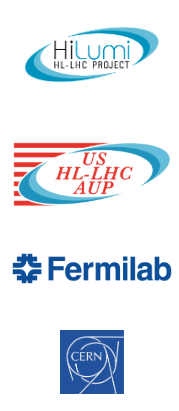 HiLumi
HL-LHC PROJECT
US
HL-LHC
AUP
Fermilab
CERN